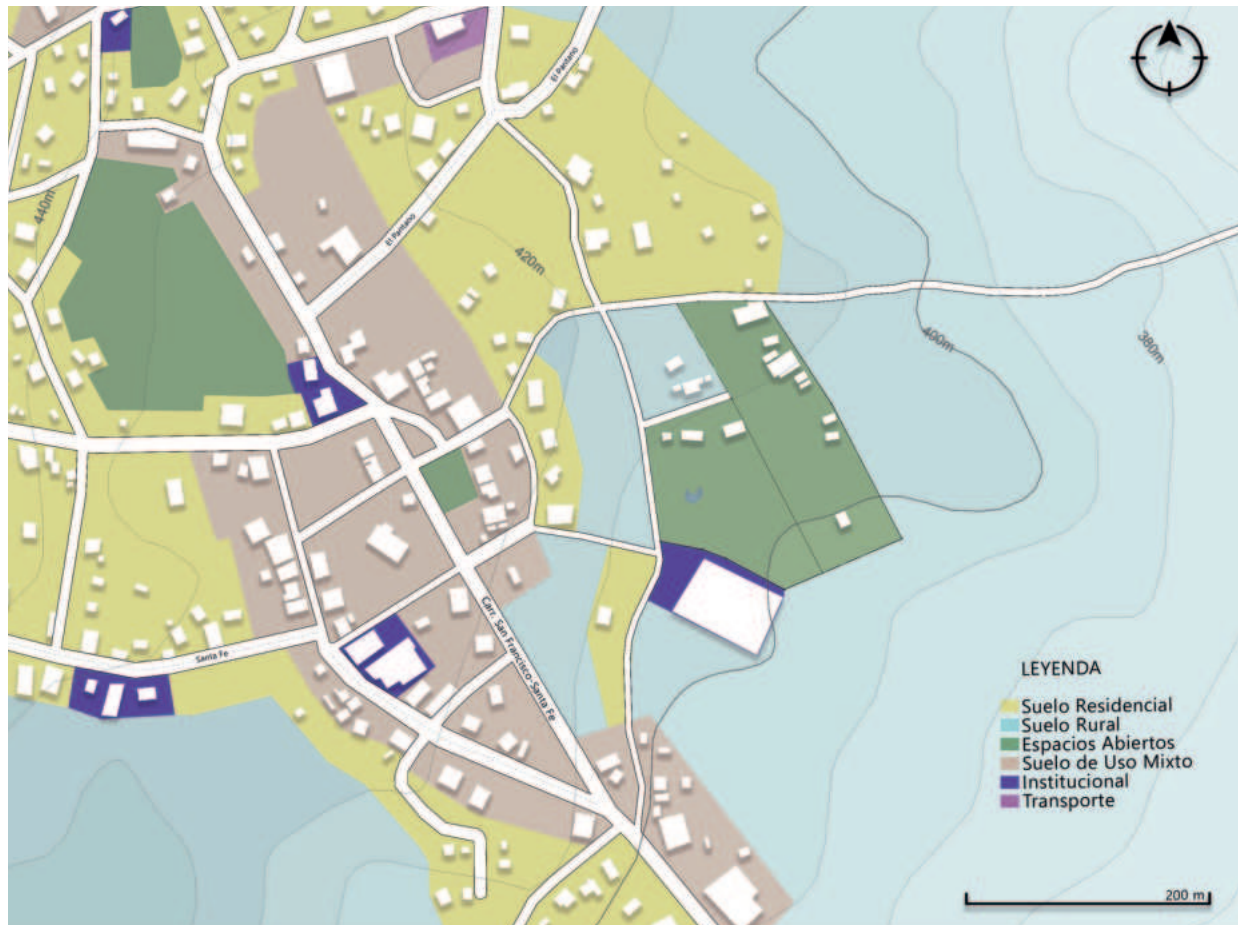 El Pantano
440m
El Pantano
420m
400m
380m
Carr. San Francisco-Santa Fe
Santa Fe
LEYENDA
Suelo Residencial
Suelo Rural
Espacios Abiertos
Suelo de Uso Mixto
Institucional
Transporte
200 m